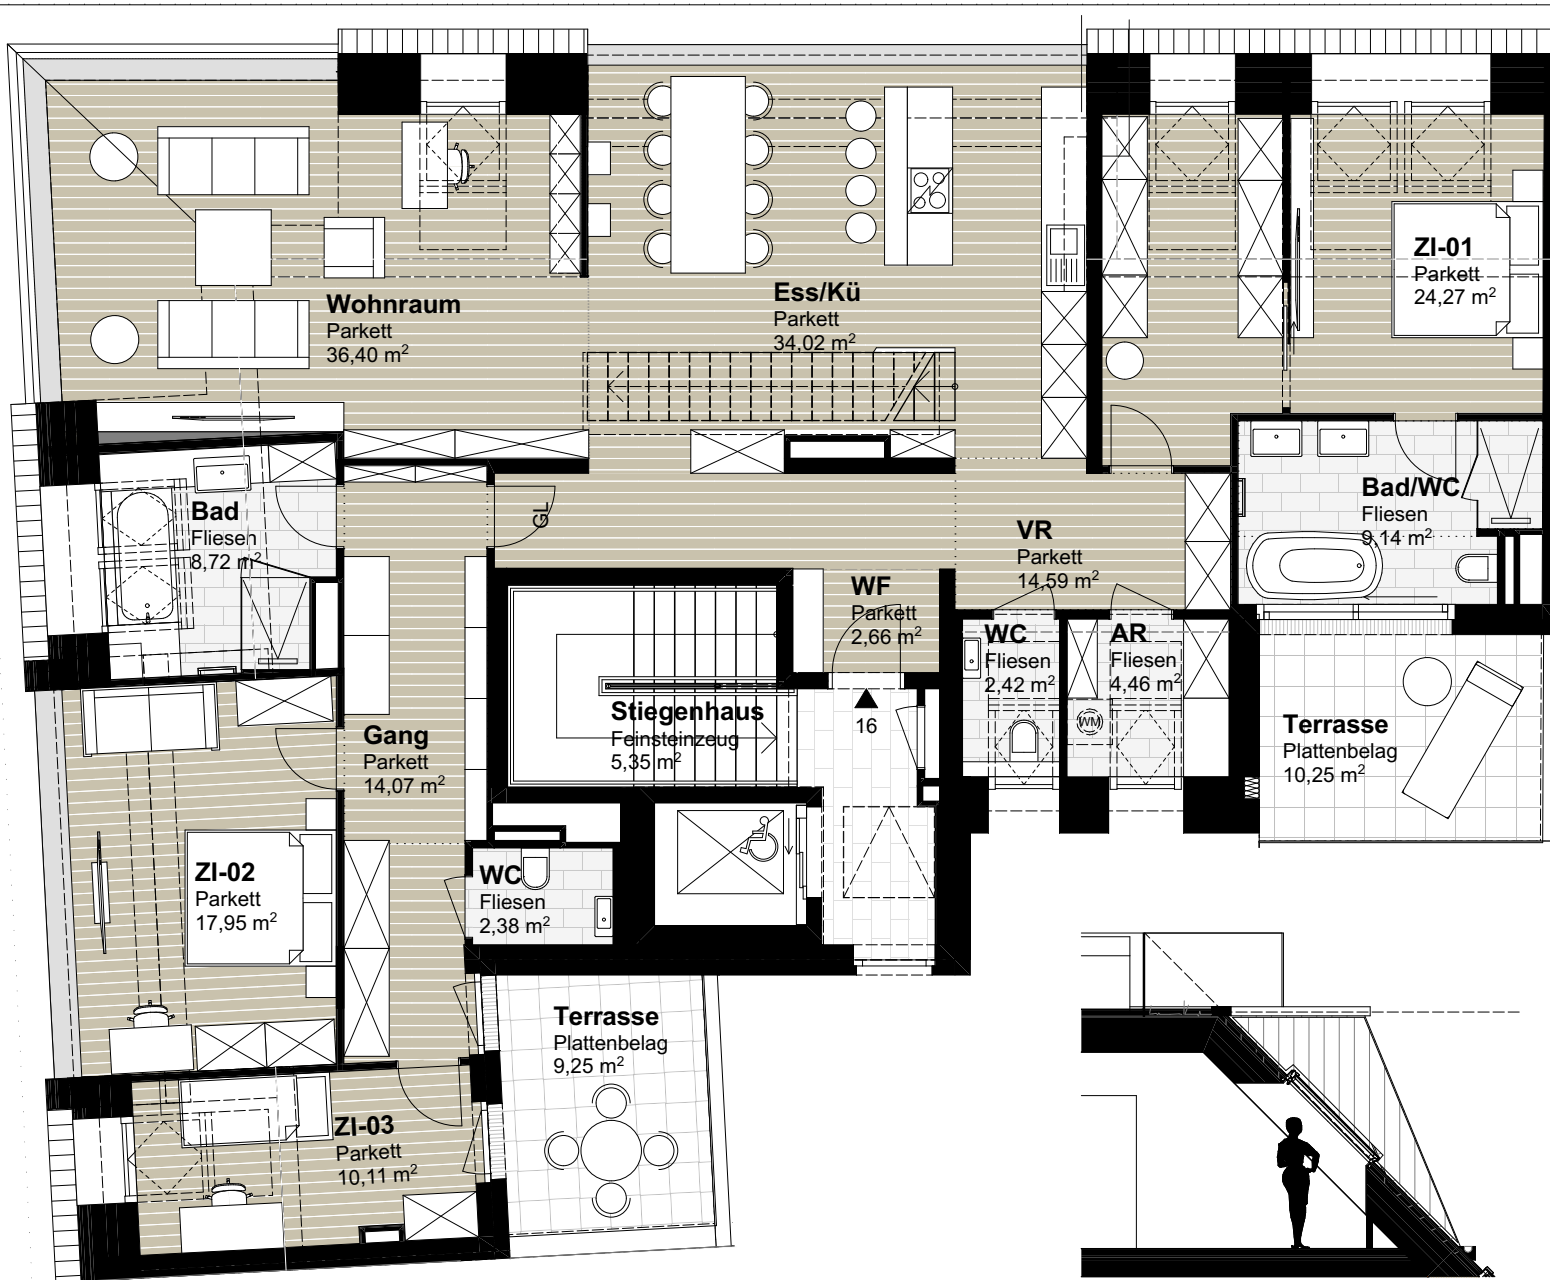 Wohnraum
Parkett
36,40 m²
Ess/Kü
Parkett
34,02 m²
ZI-01
Parkett
24,27 m²
Bad
Fliesen
8,72 m²
GL
VR
Parkett
14,59 m²
Bad/WC
Fliesen
9,14 m²
WF
Parkett
2,66 m²
WC
Fliesen
2,42 m²
AR
Fliesen
4,46 m²
WM
Stiegenhaus
Feinsteinzeug
5,35 m²
16
Gang
Parkett
14,07 m²
Terrasse
Plattenbelag
10,25 m²
ZI-02
Parkett
17,95 m²
WC
Fliesen
2,38 m²
Terrasse
Plattenbelag
9,25 m²
ZI-03
Parkett
10,11 m²